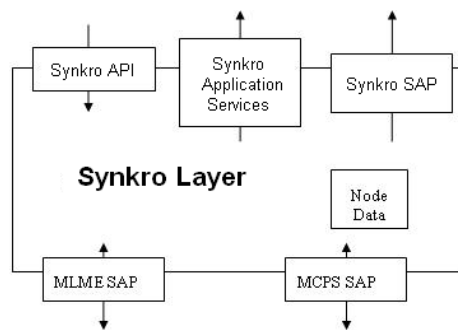 Synkro API
Synkro
Application
Services
Synkro SAP
Synkro Layer
Node
Data
MLME SAP
MCPS SAP